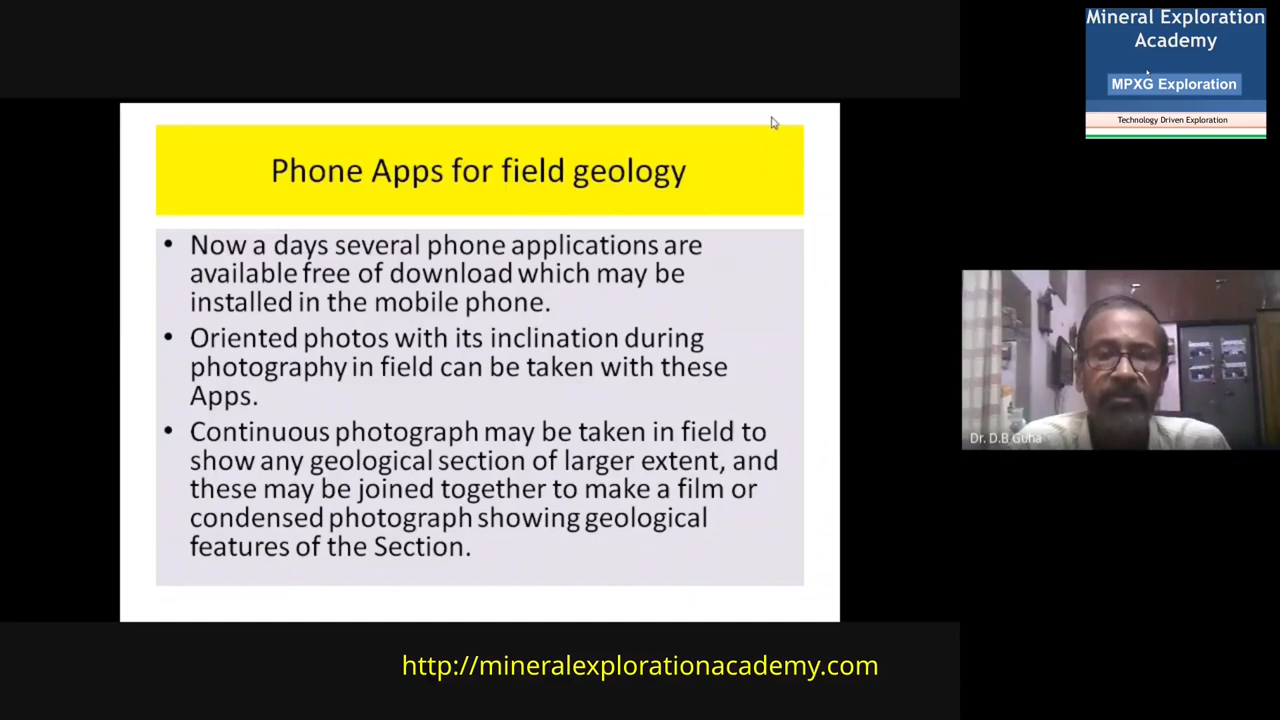 Mineral Exploration
Academy
MPXG Exploration
Technology Driven Exploration
Phone Apps for field geology
• Now a days several phone applications are
available free of download which may be
installed in the mobile phone.
• Oriented photos with its inclination during
photography in field can be taken with these
Apps.
• Continuous photograph may be taken in field to
show any geological section of larger extent, and
these may be joined together to make a film or
condensed photograph showing geological
features of the Section.
Dr. D.B Guha
http://mineralexplorationacademy.com